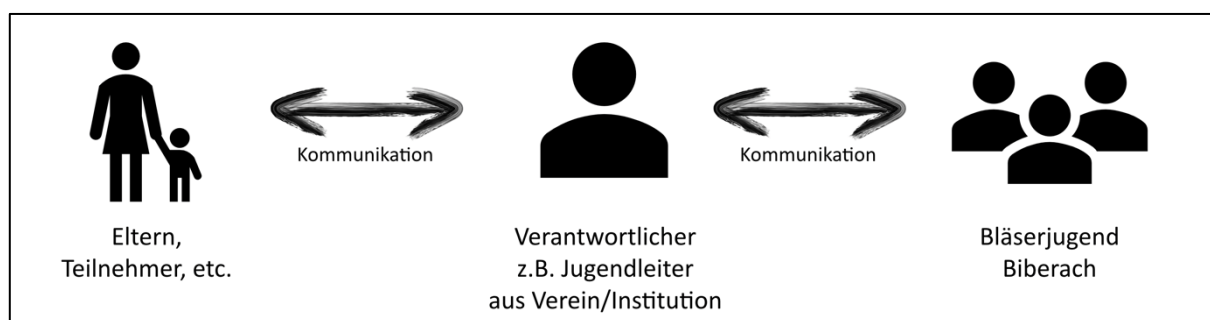 Kommunikation
Kommunikation
Eltern,
Teilnehmer, etc.
Verantwortlicher
z.B. Jugendleiter
aus Verein/Institution
Bläserjugend
Biberach